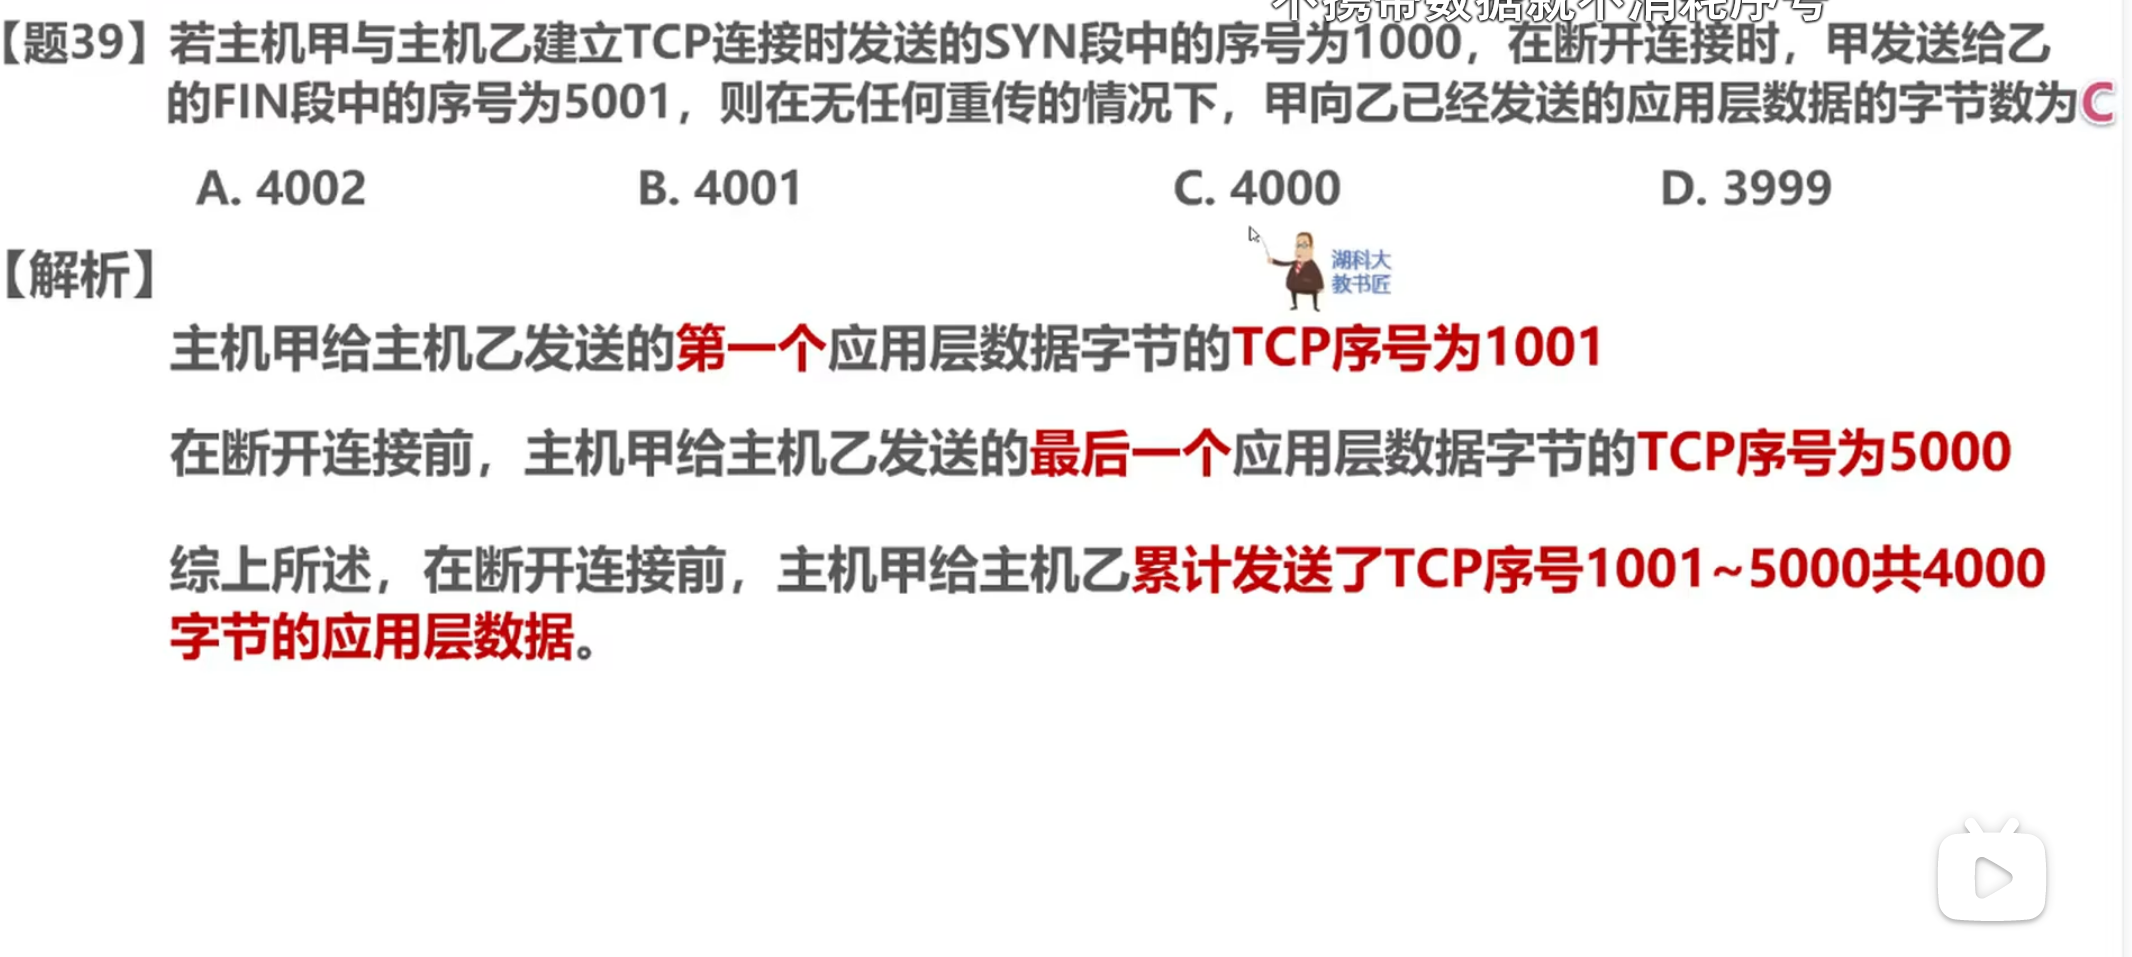 不携带数据就不消耗序号
【题39】若主机甲与主机乙建立TCP连接时发送的SYN段中的序号为1000，在断开连接时，甲发送给乙
的FIN段中的序号为5001，则在无任何重传的情况下，甲向乙已经发送的应用层数据的字节数为C
A. 4002 B. 4001 C. 4000 D. 3999
湖科大
教书匠
【解析】
主机甲给主机乙发送的第一个应用层数据字节的TCP序号为1001
在断开连接前，主机甲给主机乙发送的最后一个应用层数据字节的TCP序号为5000
综上所述，在断开连接前，主机甲给主机乙累计发送了TCP序号1001~5000共4000
字节的应用层数据。